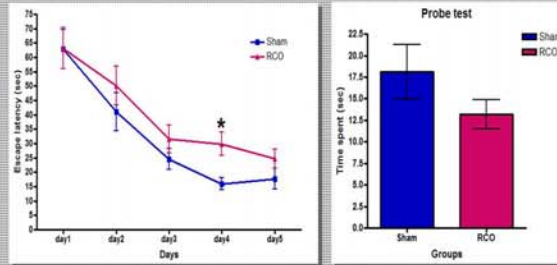 75
70
65
60
55
50
45
40
35
30
25
20
15
10
5
0
Escape latency (sec)
Sham
RCO
*
day1 day2 day3 day4 day5
Days
Probe test
22.5
20.0
17.5
15.0
12.5
10.0
7.5
5.0
2.5
0.0
Time spent (sec)
Sham
RCO
Sham RCO
Groups